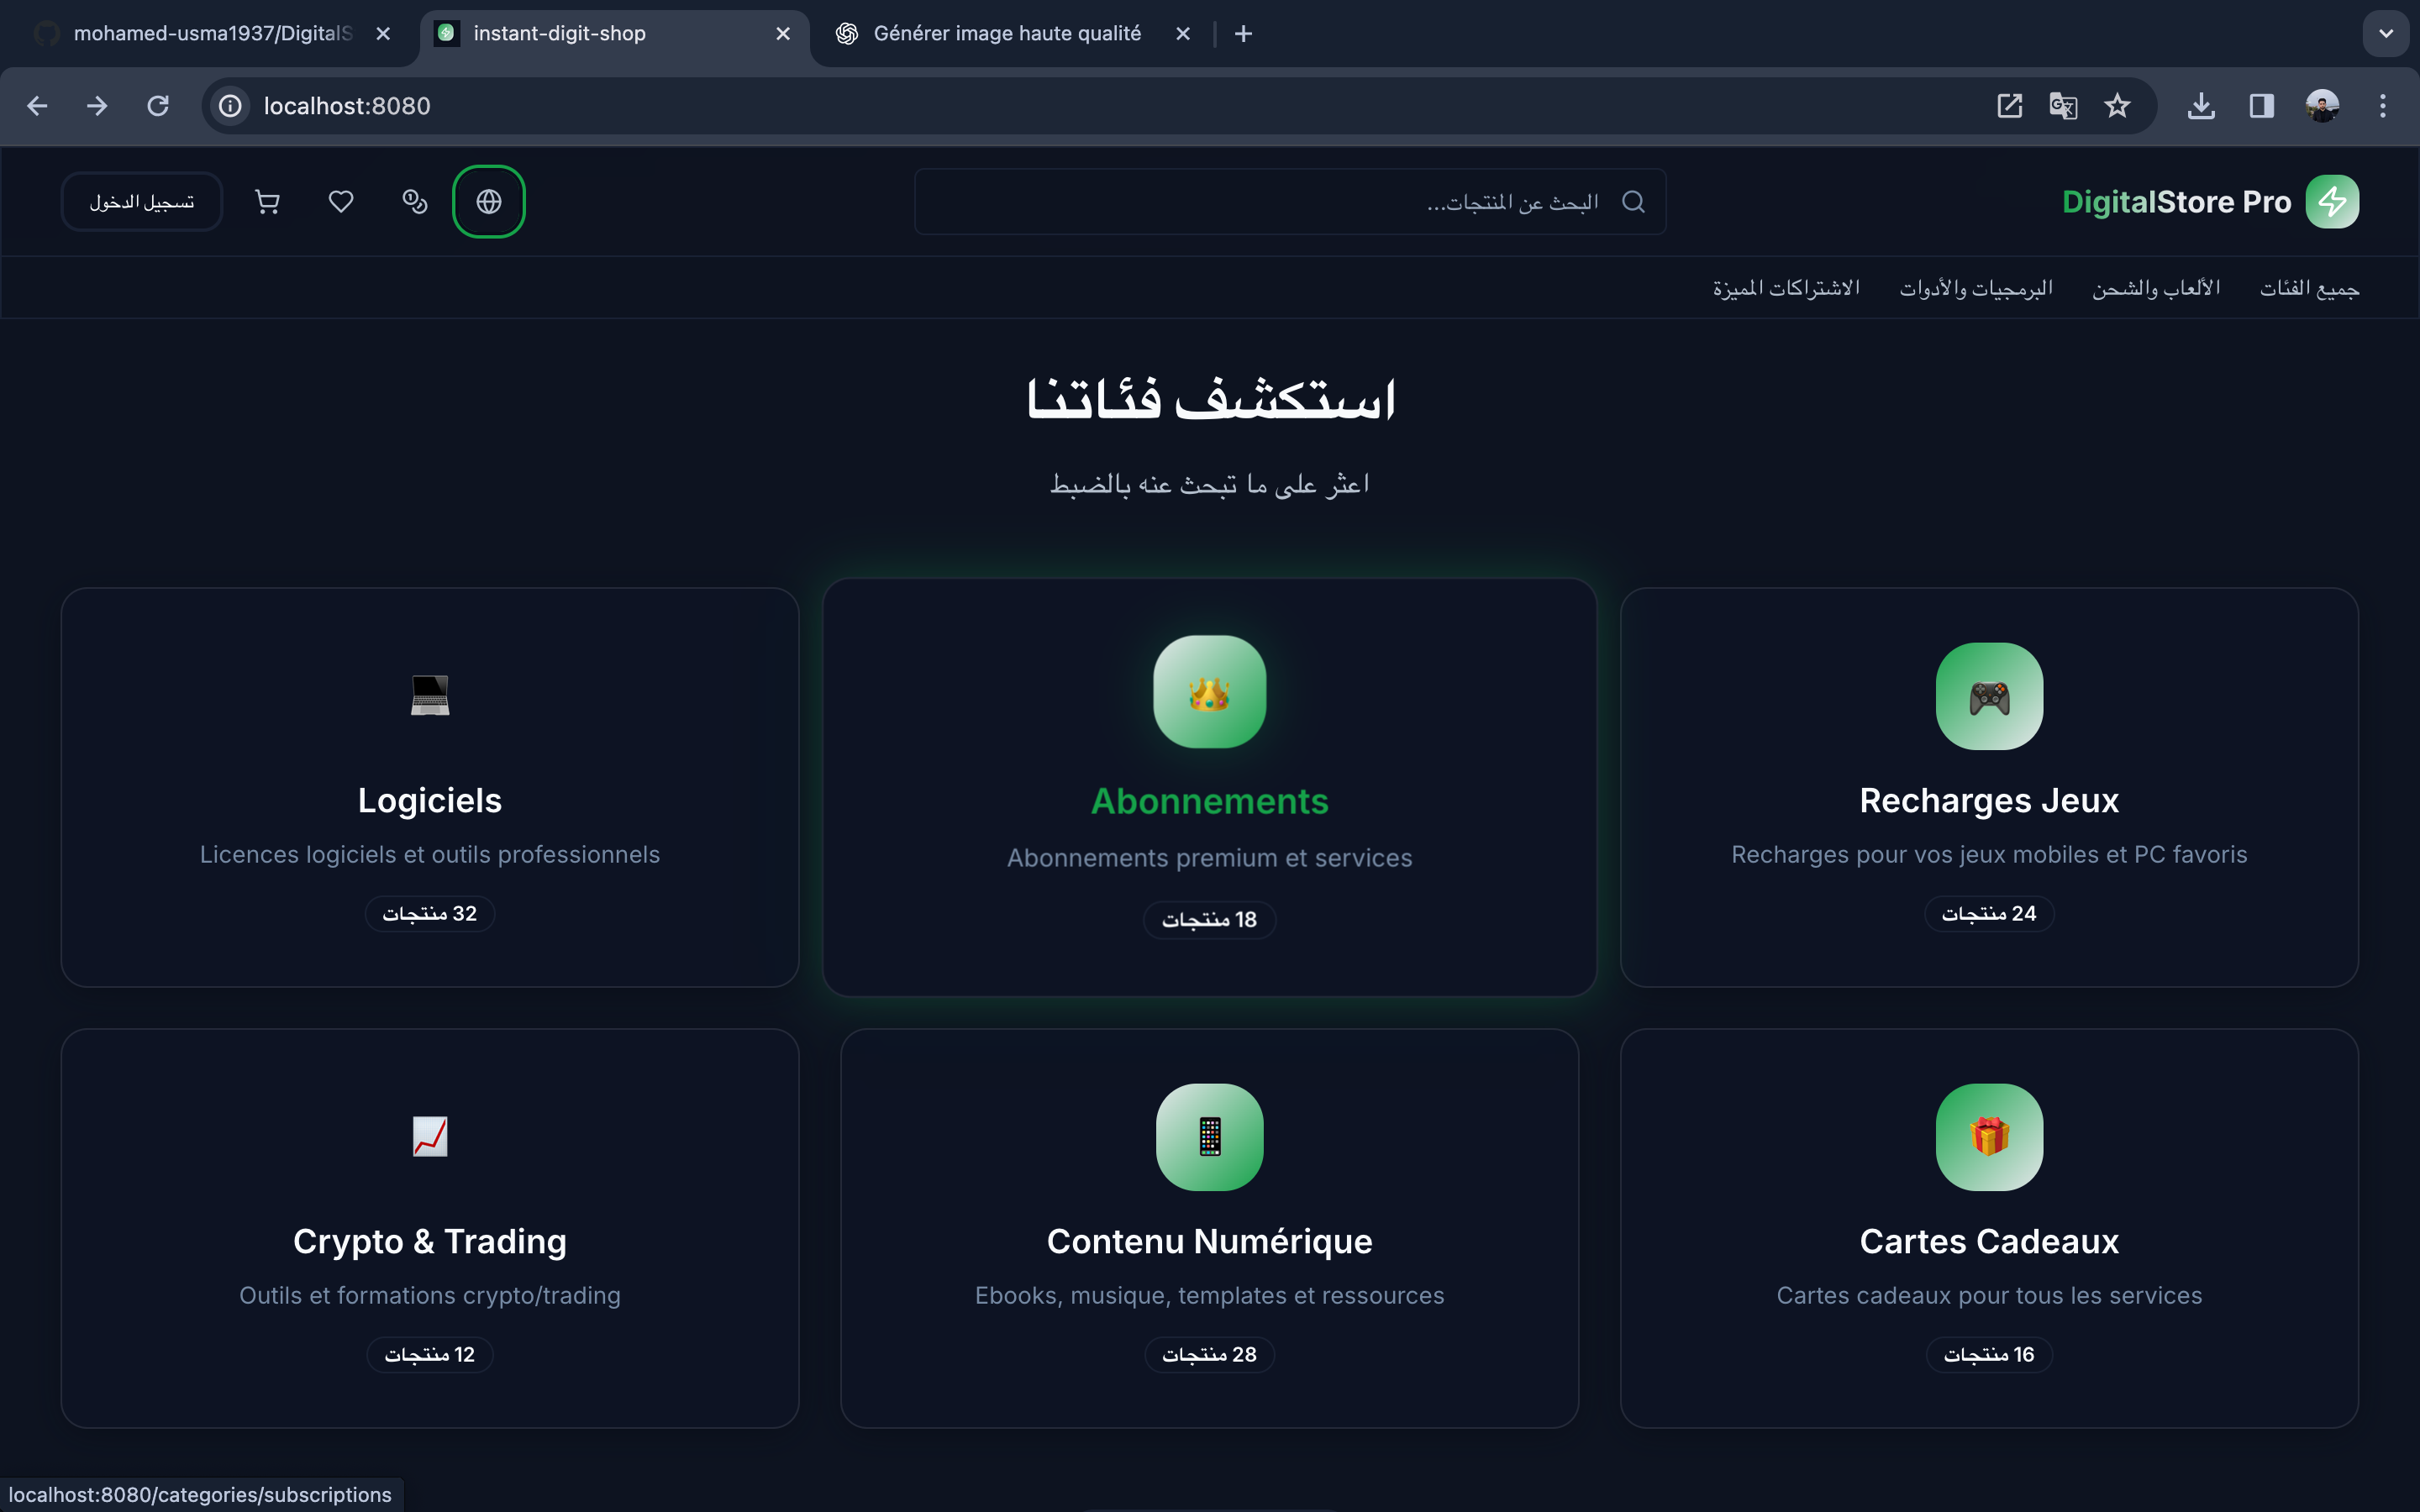 mohamed-usma1937/DigitalS
instant-digit-shop
Générer image haute qualité
localhost:8080
DigitalStore Pro
البحث عن المنتجات...
تسجيل الدخول
جميع الفئات
الألعاب والشحن
البرمجيات والأدوات
الاشتراكات المميزة
استكشف فئاتنا
اعثر على ما تبحث عنه بالضبط
Recharges Jeux
Recharges pour vos jeux mobiles et PC favoris
24 منتجات
Abonnements
Abonnements premium et services
18 منتجات
Logiciels
Licences logiciels et outils professionnels
32 منتجات
Cartes Cadeaux
Cartes cadeaux pour tous les services
16 منتجات
Contenu Numérique
Ebooks, musique, templates et ressources
28 منتجات
Crypto & Trading
Outils et formations crypto/trading
12 منتجات
localhost:8080/categories/subscriptions